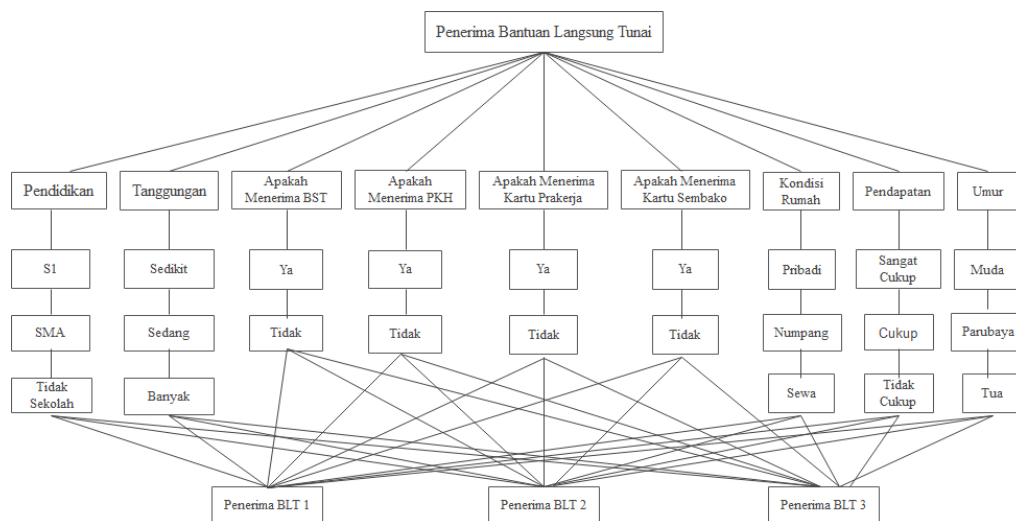 Penerima Bantuan Langsung Tunai
Pendidikan
Tanggungan
Apakah
Menerima BST
Apakah
Menerima PKH
Apakah Menerima
Kartu Prakerja
Apakah Menerima
Kartu Sembako
Kondisi
Rumah
Pendapatan
Umur
S1
Sedikit
Ya
Ya
Ya
Ya
Pribadi
Sangat
Cukup
Muda
SMA
Sedang
Tidak
Tidak
Tidak
Tidak
Numpang
Cukup
Parubaya
Tidak
Sekolah
Banyak
Sewa
Tidak
Cukup
Tua
Penerima BLT 1
Penerima BLT 2
Penerima BLT 3